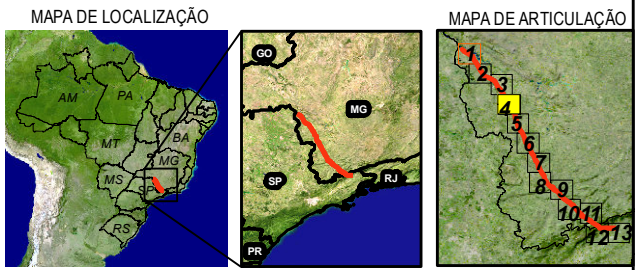 MAPA DE LOCALIZAÇÃO
AM
PA
MT
BA
MG
MS
SP
RS
GO
MG
SP
RJ
PR
MAPA DE ARTICULAÇÃO
1
2
3
4
5
6
7
8
9
10
11
12
13